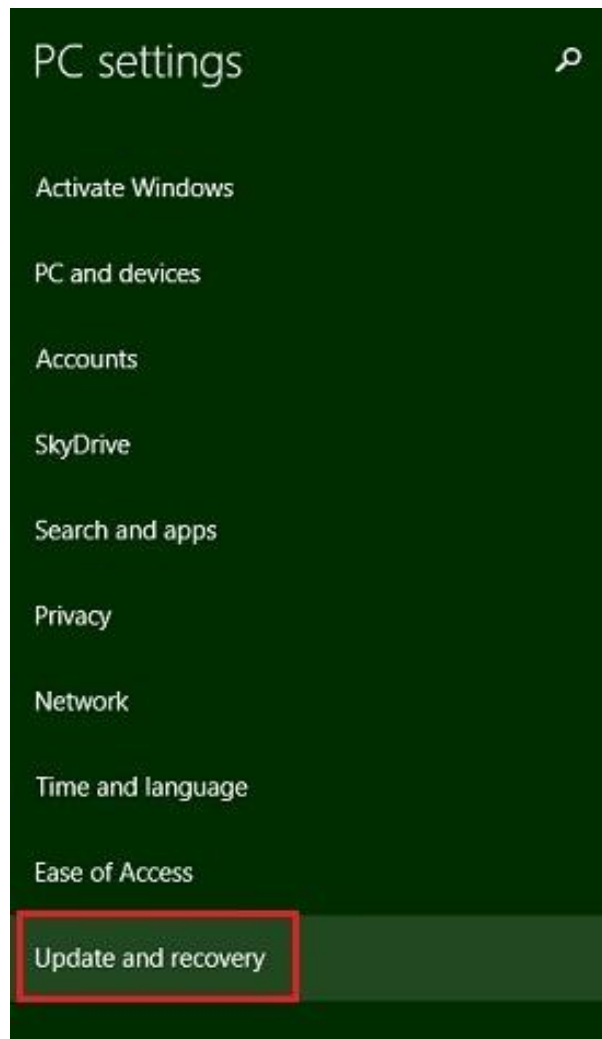 PC settings
Activate Windows
PC and devices
Accounts
SkyDrive
Search and apps
Privacy
Network
Time and language
Ease of Access
Update and recovery